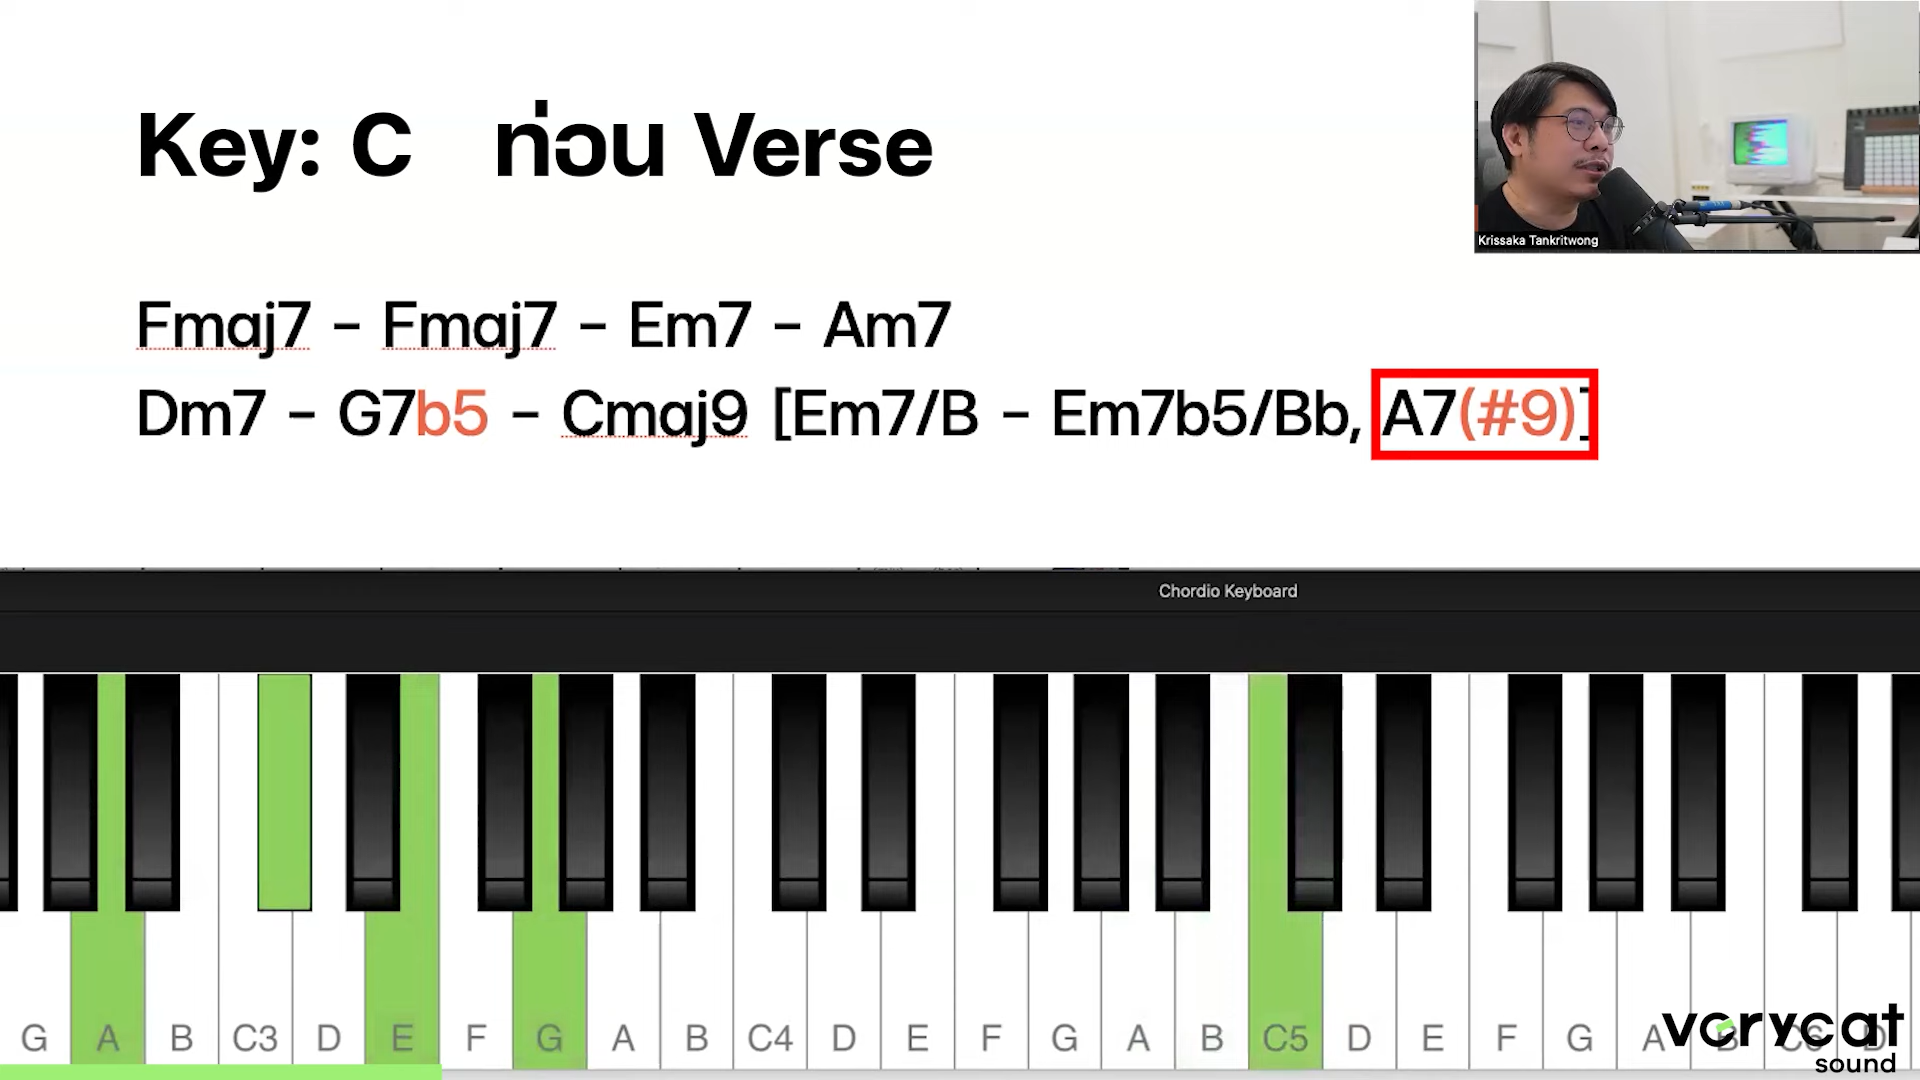 Key: C ท่อน Verse
Krissaka Tankritwong
Fmaj7 – Fmaj7 – Em7 – Am7
Dm7 – G7b5 – Cmaj9 [Em7/B – Em7b5/Bb, A7(#9)]
Chordio Keyboard
G A B C3 D E F G A B C4 D E F G A B C5 D E F G A B C6 D
verycat
sound